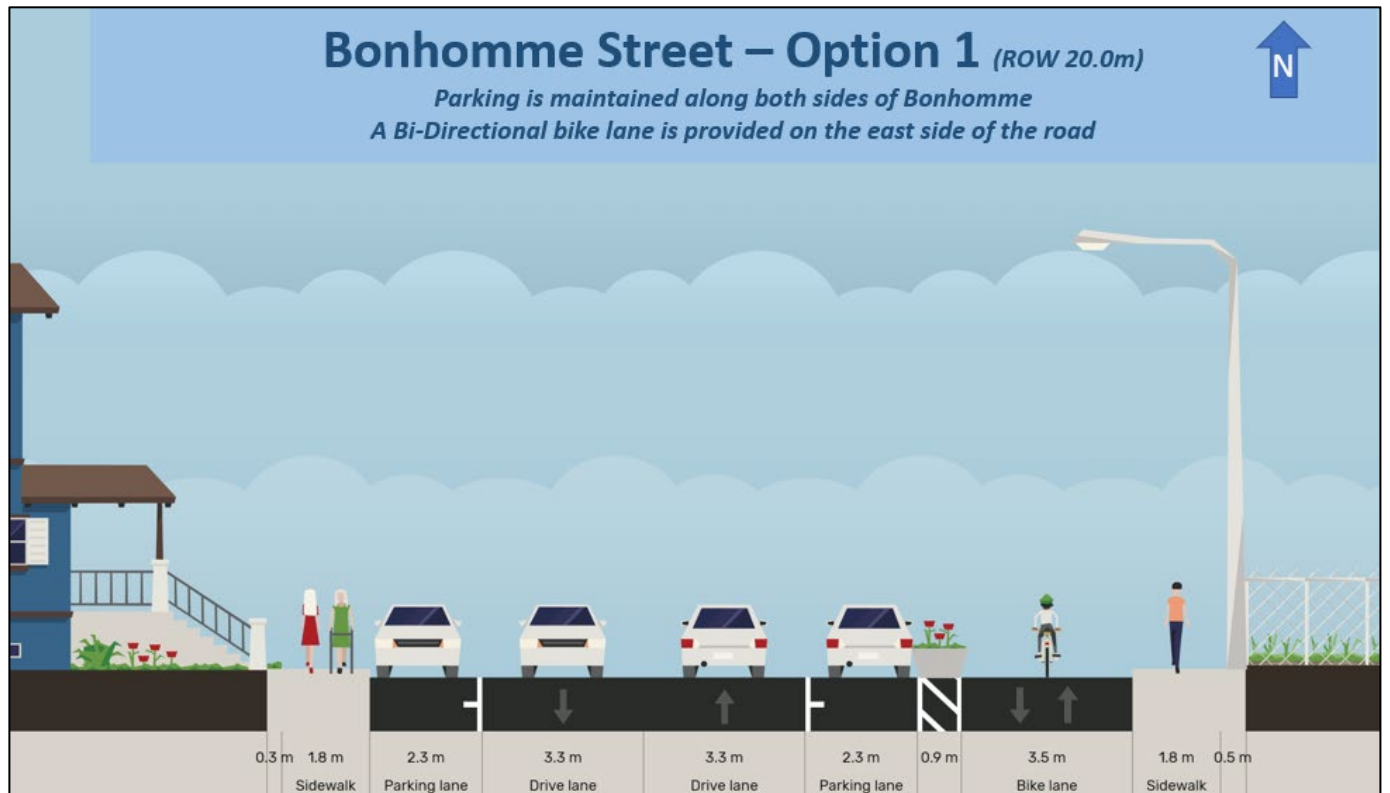 Bonhomme Street – Option 1 (ROW 20.0m)
N
Parking is maintained along both sides of Bonhomme
A Bi-Directional bike lane is provided on the east side of the road
0.3 m 1.8 m 2.3 m 3.3 m 3.3 m 2.3 m 0.9 m 3.5 m 1.8 m 0.5 m
Sidewalk Parking lane Drive lane Drive lane Parking lane Bike lane Sidewalk